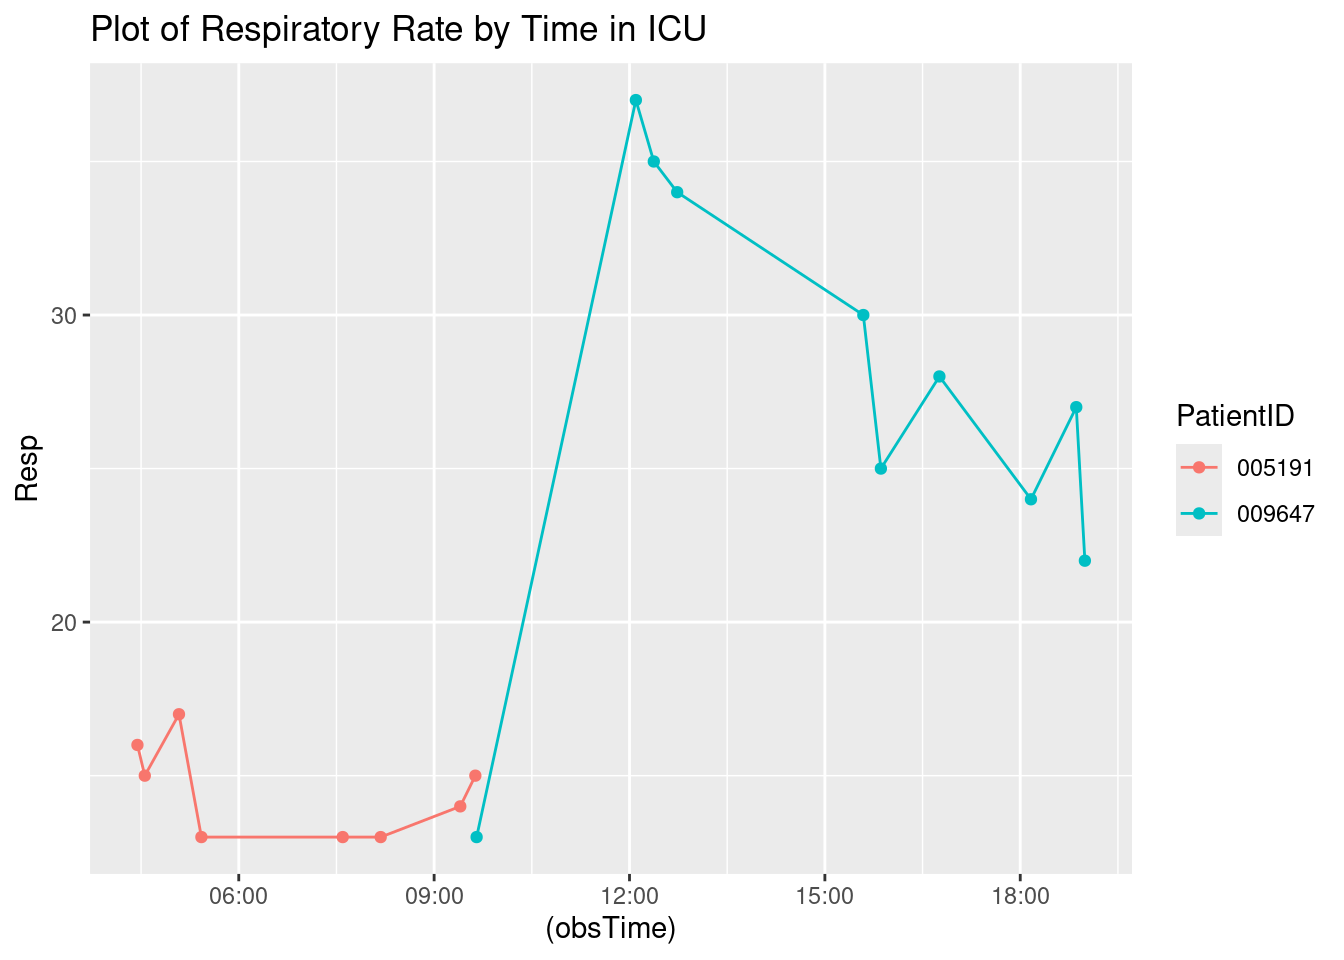 Plot of Respiratory Rate by Time in ICU
Resp
30
20
06:00
09:00
12:00
15:00
18:00
(obsTime)
PatientID
005191
009647